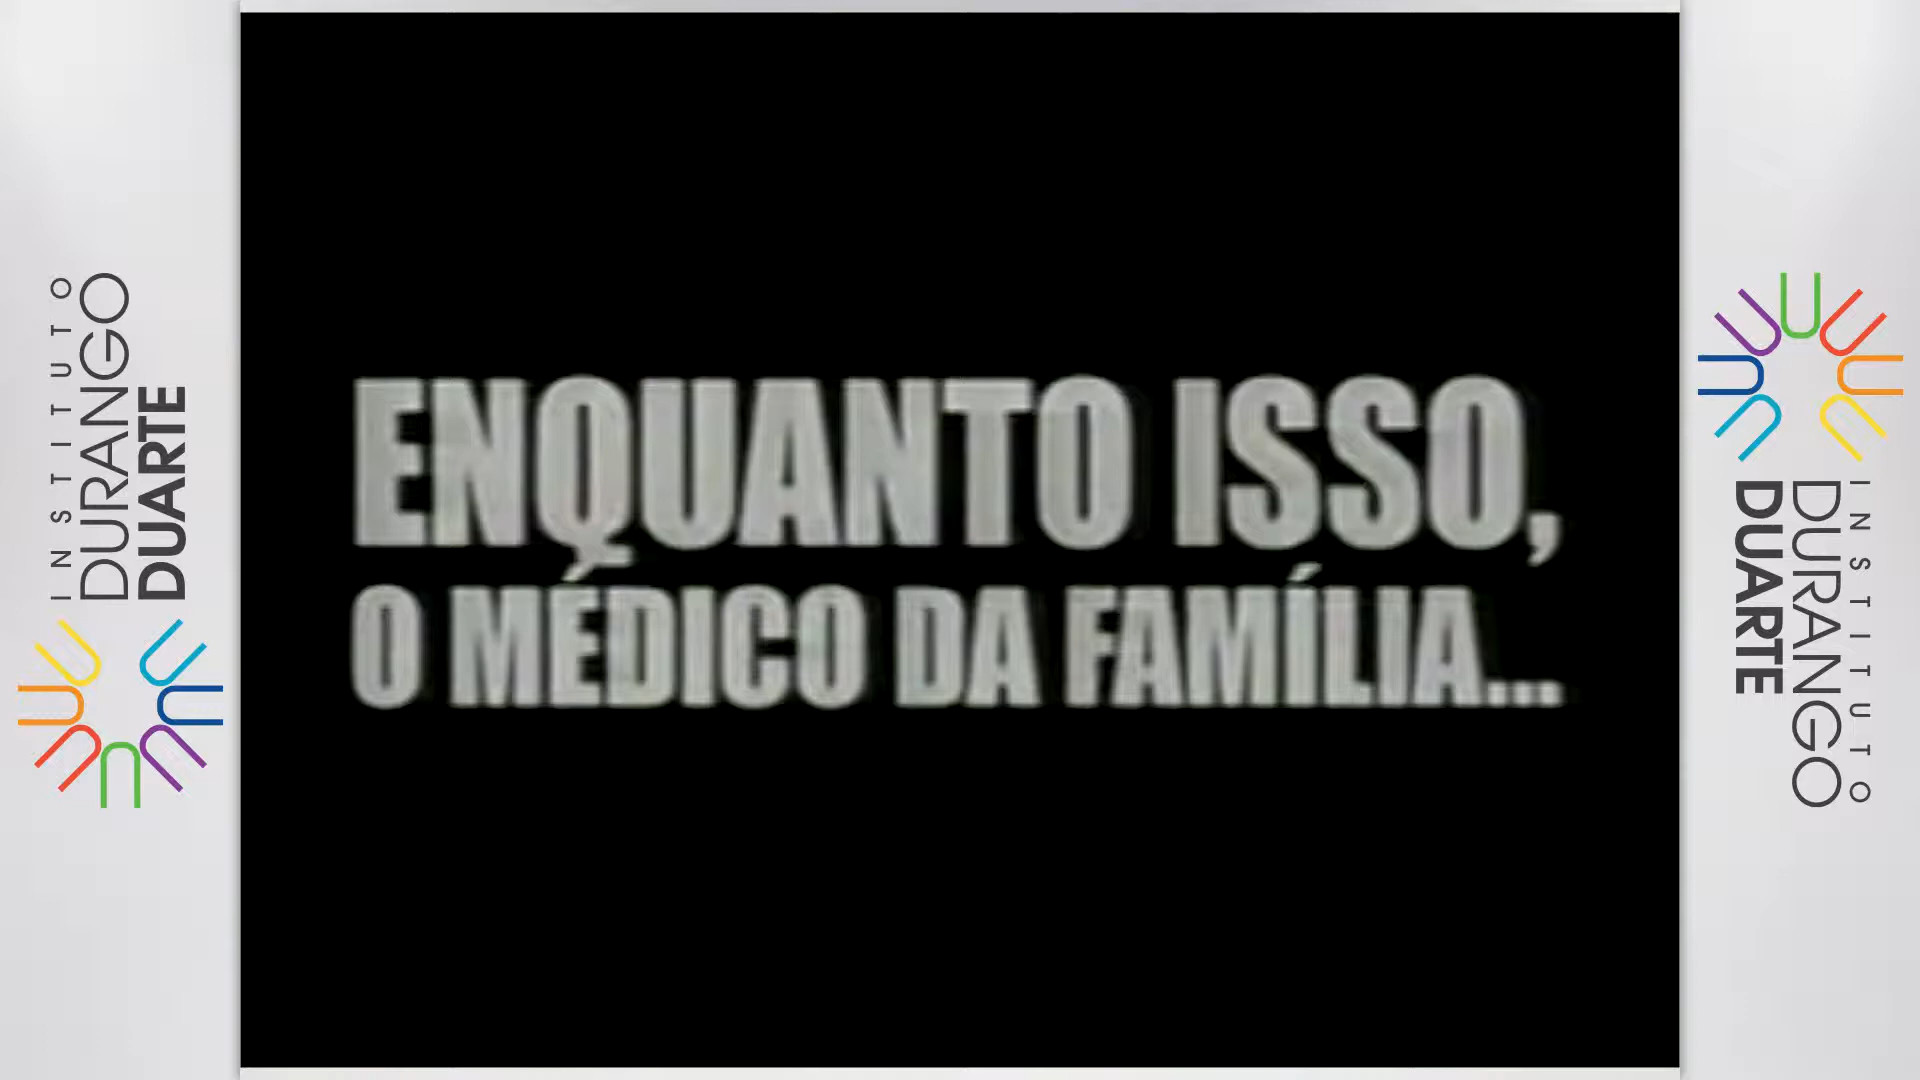 INSTITUTO
DURANGO
DUARTE
ENQUANTO ISSO,
O MÉDICO DA FAMÍLIA...
INSTITUTO
DURANGO
DUARTE